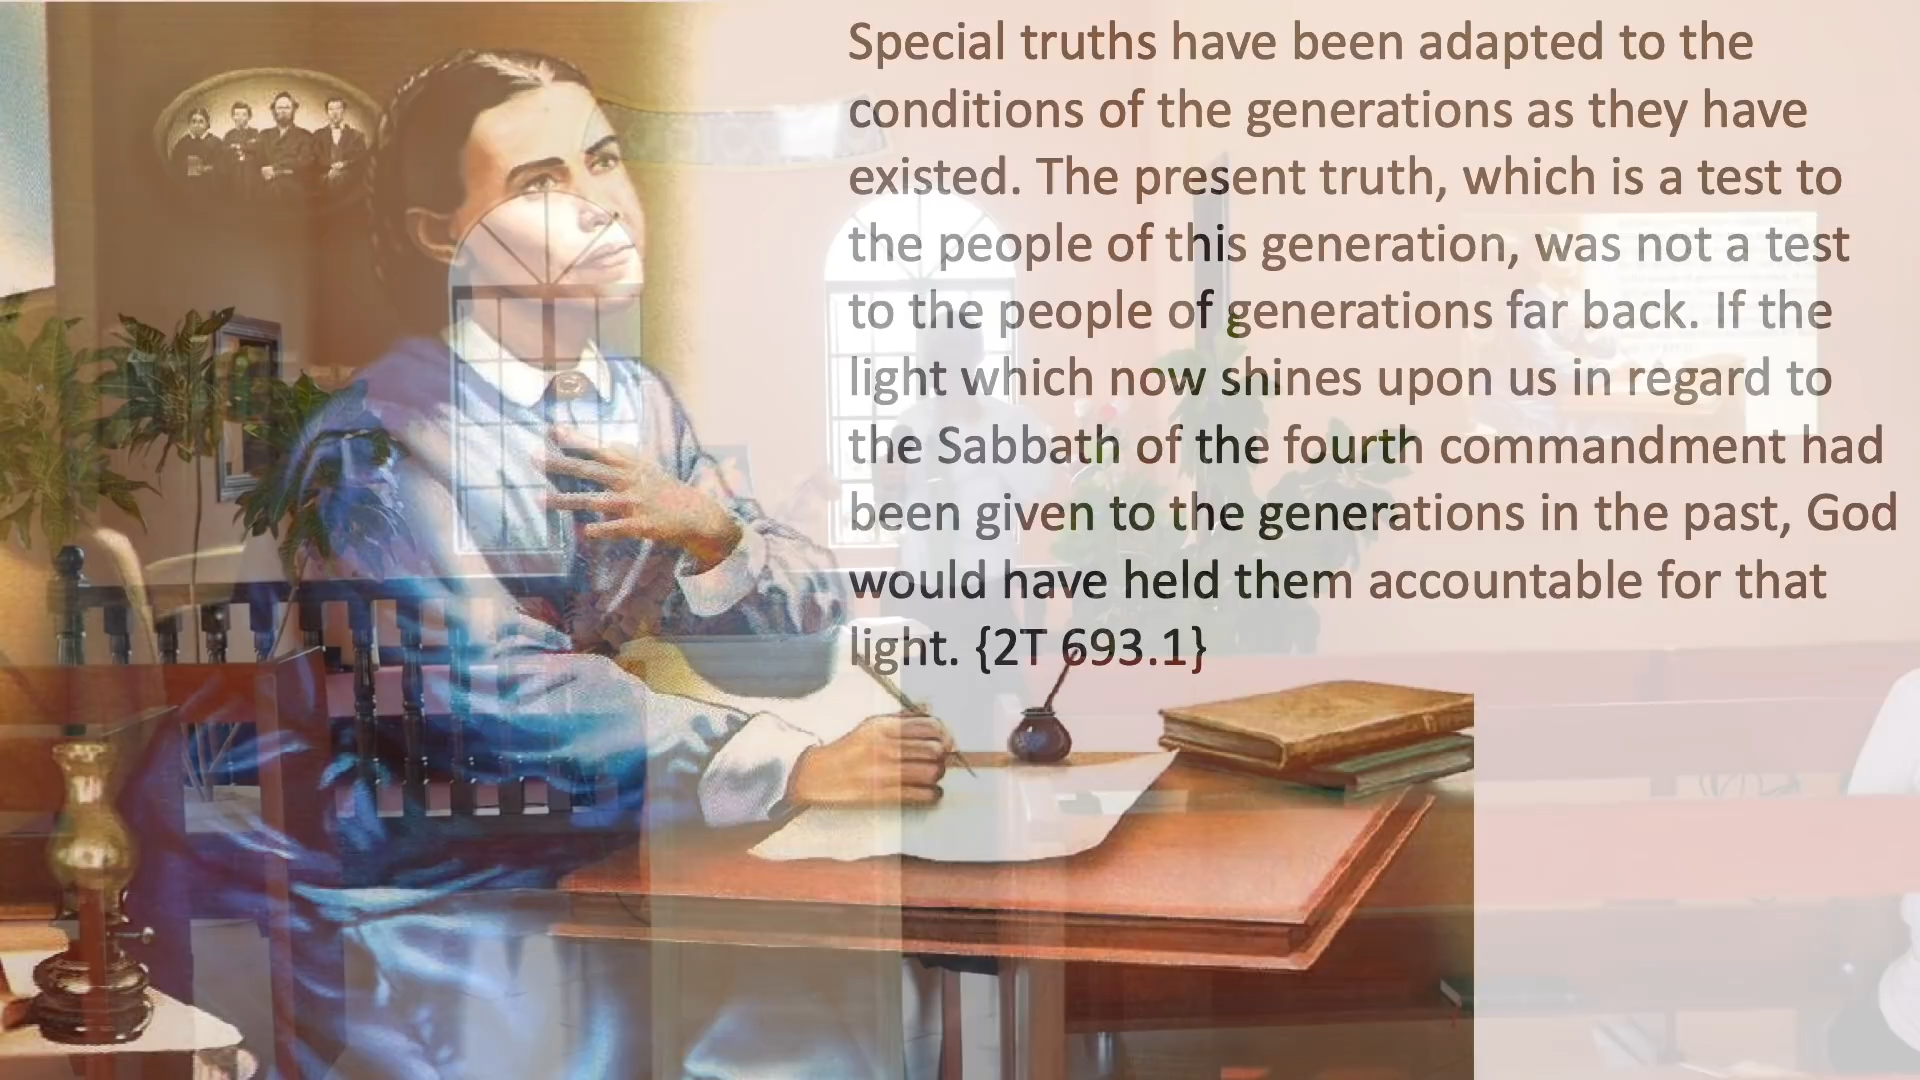 Special truths have been adapted to the
conditions of the generations as they have
existed. The present truth, which is a test to
the people of this generation, was not a test
to the people of generations far back. If the
light which now shines upon us in regard to
the Sabbath of the fourth commandment had
been given to the generations in the past, God
would have held them accountable for that
light. {2T 693.1}